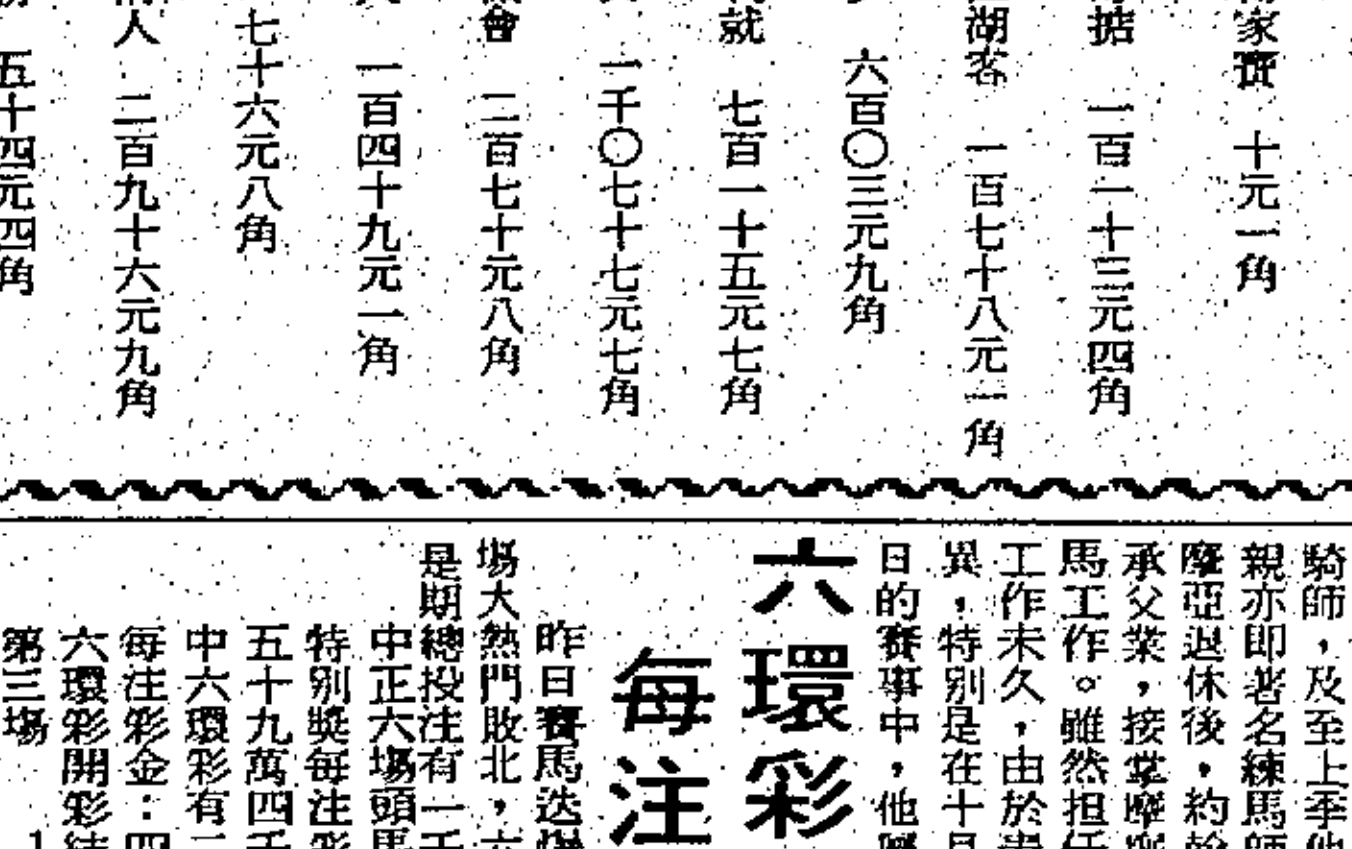 家寶 十元一角
掂 一百一十三元四角
湖客 一百七十八元一角
六百〇三元九角
就 七百一十五元七角
一千〇七十七元七角
會 二百七十元八角
一百四十九元一角
七十六元八角
人 二百九十六元九角
五十四元四角
騎師，及至上季他
親亦即著名練馬師
摩亞退休後，約翰
承父業，接掌摩
馬工作。雖然担任
工作未久，由於
異，特別是在十
日的賽事中，他
六環彩
每注
昨日賽馬迭爆
塲大熱門敗北，六
是期總投注有一千
中正六塲頭馬
特別獎每注彩
五十九萬四千
中六環彩有
每注彩金：四
六環彩開彩結
第三塲 1